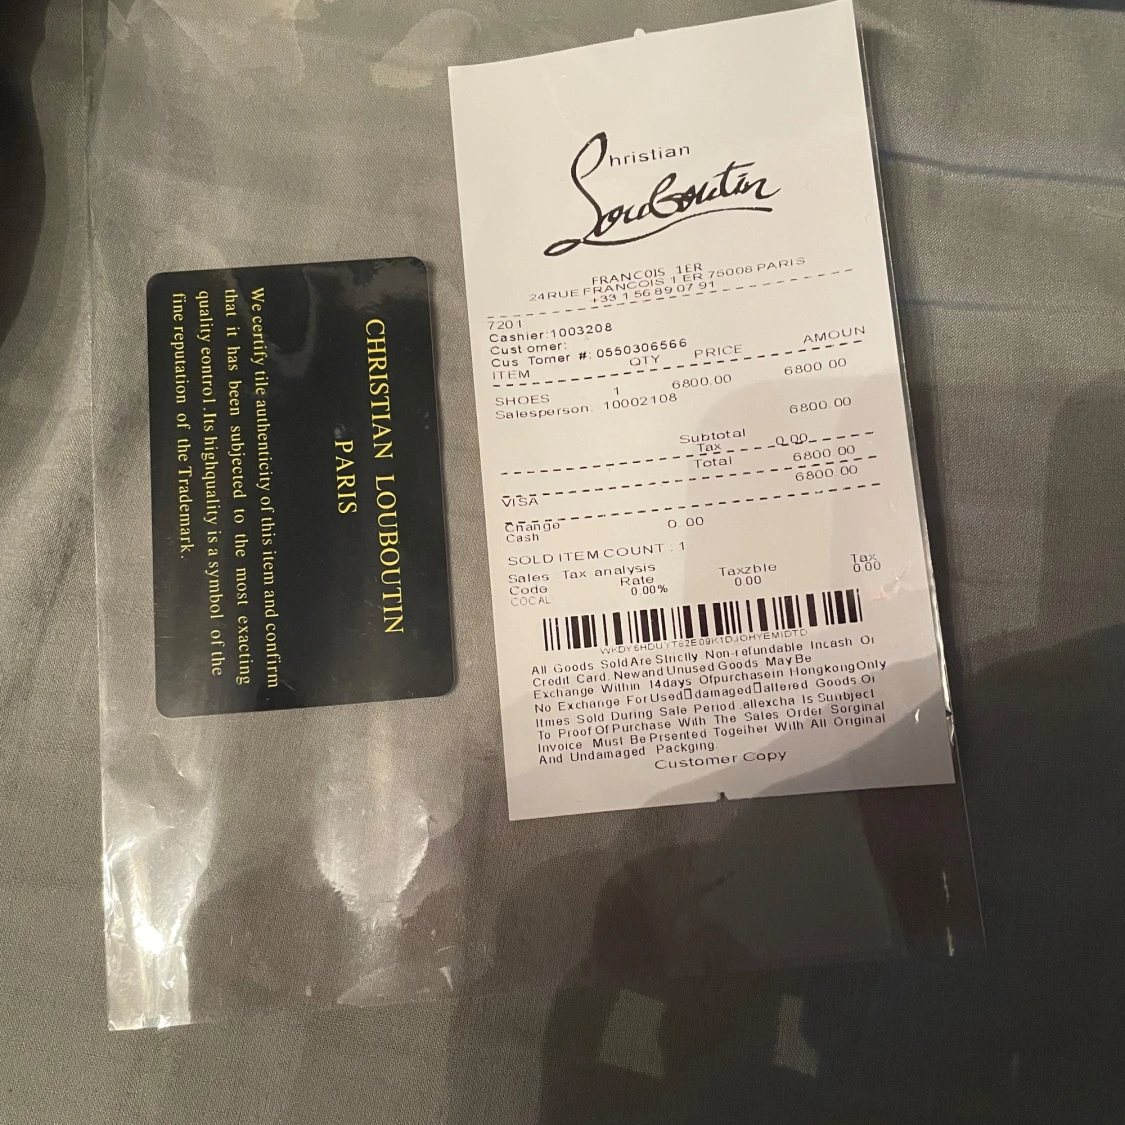 CHRISTIAN LOUBOUTIN
PARIS
We certify tile authenticity of this item and confirm
that it has been subjected to the most exacting
quality control .Its highquality is a symbol of the
fine reputation of the Trademark.
Christian
Louboutin
FRANCOIS 1ER
24RUE FRANCOIS 1 ER 75008 PARIS
+33 1 56 89 07 91
7201
Cashier:1003208
Cust omer:
Cus Tomer #: 0550306566
ITEM QTY PRICE AMOUN
SHOES 1 6800.00 6800 00
Salesperson. 10002108
Subtotal 6800 00
Tax 0.00
Total 6800 00
VISA 6800 00
Change
Cash 0.00
SOLD ITEM COUNT : 1
Sales Tax analysis
Code Rate Taxzble Tax
COCAL 0.00% 0.00 0.00
All Goods SoldAre Strictly Non-refundable Incash Or
Credit Card. Newand Unused Goods May Be
Exchange Within 14days Ofpurchasein HongkongOnly
No Exchange For Used□damaged□altered Goods Or
Itmes Sold During Sale Period .allexcha Is Sunbject
To Proof Of Purchase With The Sales Order Sorginal
Invoice Must Be Prsented Together With All Original
And Undamaged Packging.
Customer Copy